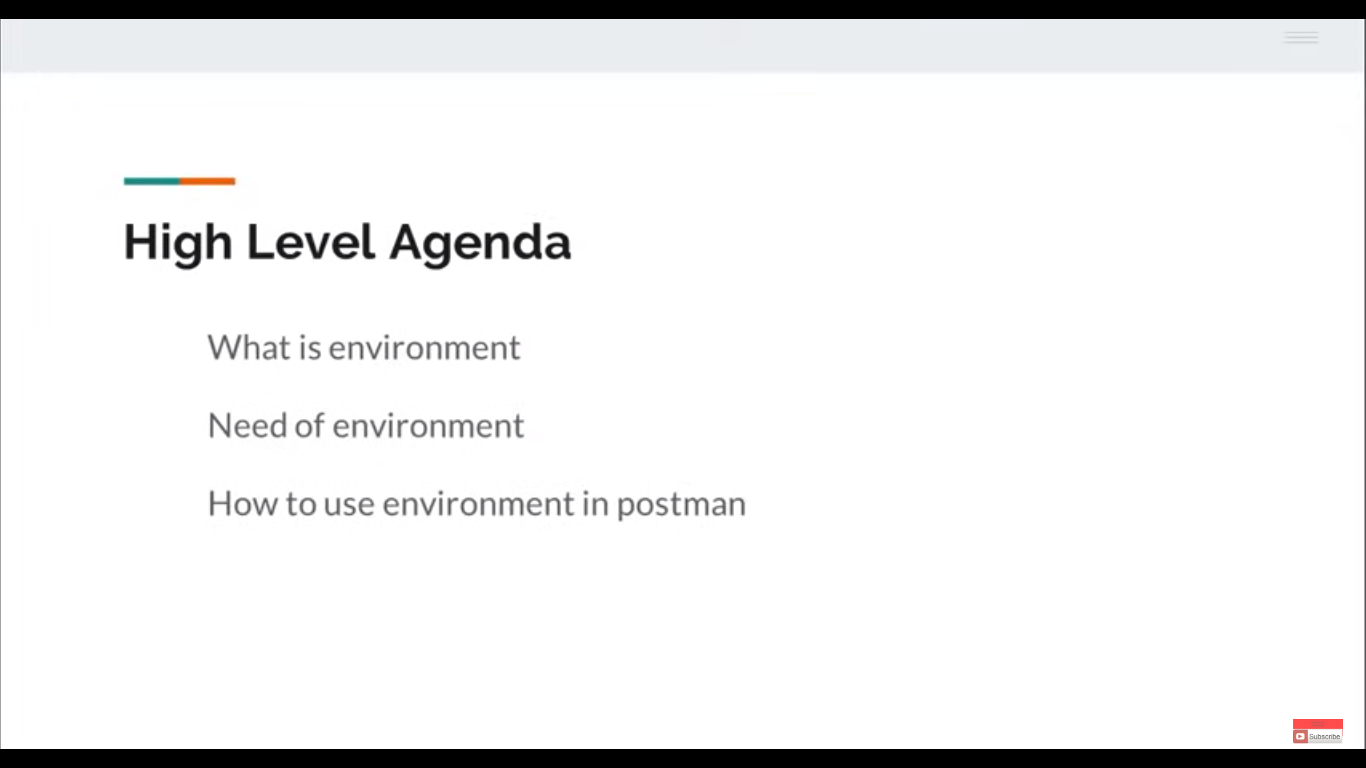 High Level Agenda
What is environment
Need of environment
How to use environment in postman
Subscribe